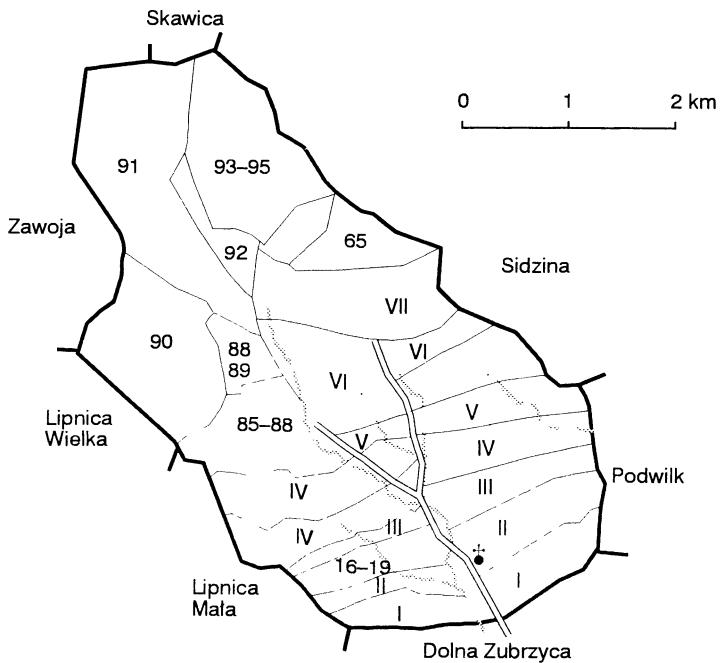 Skawica
0 1 2 km
91
93–95
Zawoja
92
65
Sidzina
VII
90
88
89
VI
VI
85–88
V
V
Lipnica
Wielka
IV
IV
III
Podwilk
IV
III
II
16–19
II
I
Lipnica
Mała
I
Dolna Zubrzyca